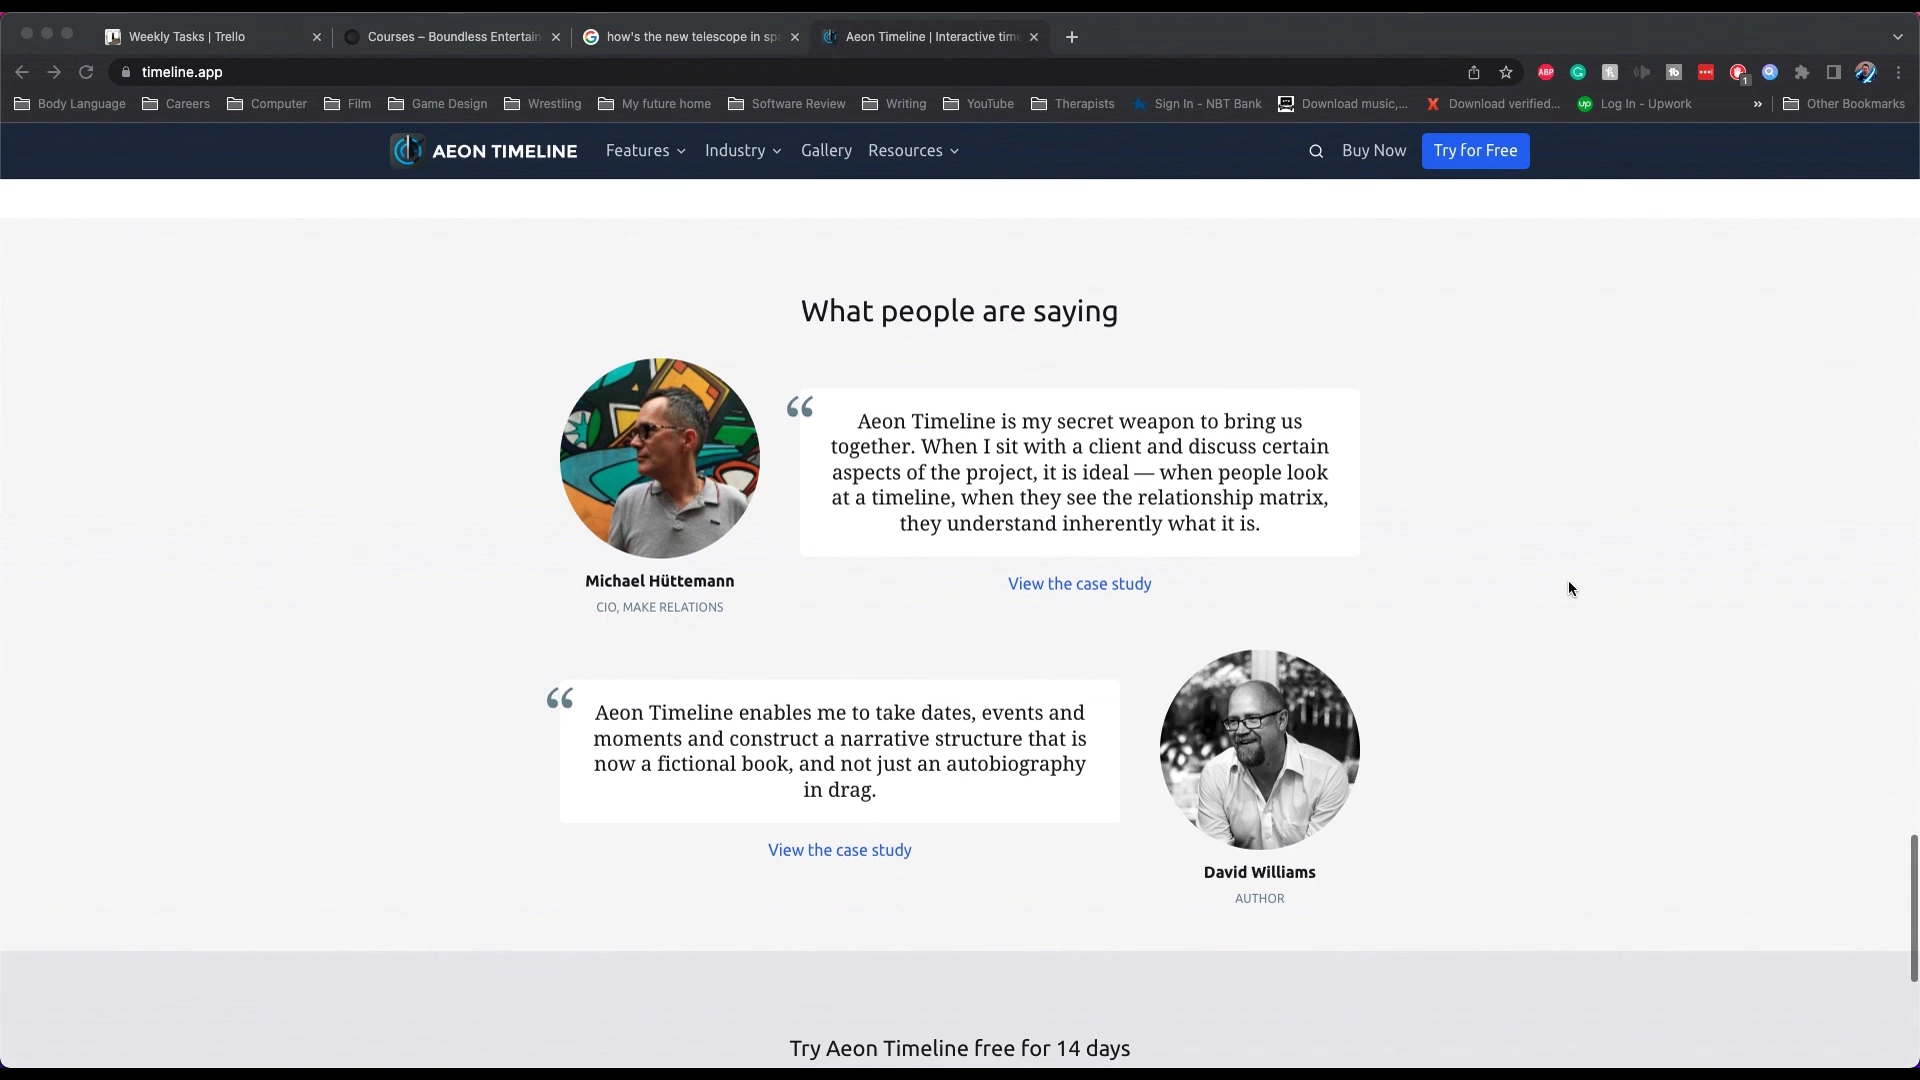 Weekly Tasks | Trello
Courses – Boundless Entertain
how's the new telescope in spa
Aeon Timeline | Interactive time
timeline.app
ABP
1
Body Language
Careers
Computer
Film
Game Design
Wrestling
My future home
Software Review
Writing
YouTube
Therapists
Sign In - NBT Bank
Download music,...
Download verified...
Log In - Upwork
»
Other Bookmarks
AEON TIMELINE
Features
Industry
Gallery
Resources
Buy Now
Try for Free
What people are saying
Aeon Timeline is my secret weapon to bring us
together. When I sit with a client and discuss certain
aspects of the project, it is ideal — when people look
at a timeline, when they see the relationship matrix,
they understand inherently what it is.
Michael Hüttemann
CIO, MAKE RELATIONS
View the case study
Aeon Timeline enables me to take dates, events and
moments and construct a narrative structure that is
now a fictional book, and not just an autobiography
in drag.
View the case study
David Williams
AUTHOR
Try Aeon Timeline free for 14 days